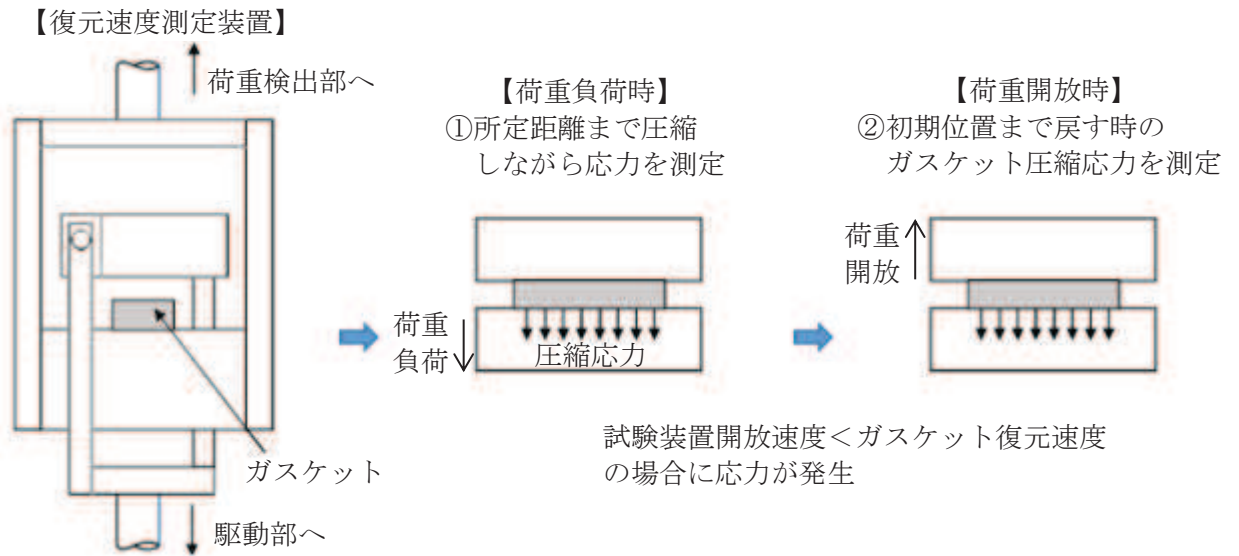 【復元速度測定装置】
荷重検出部へ
ガスケット
駆動部へ
【荷重負荷時】
①所定距離まで圧縮
しながら応力を測定
荷重
負荷
圧縮応力
【荷重開放時】
②初期位置まで戻す時の
ガスケット圧縮応力を測定
荷重
開放
試験装置開放速度＜ガスケット復元速度
の場合に応力が発生